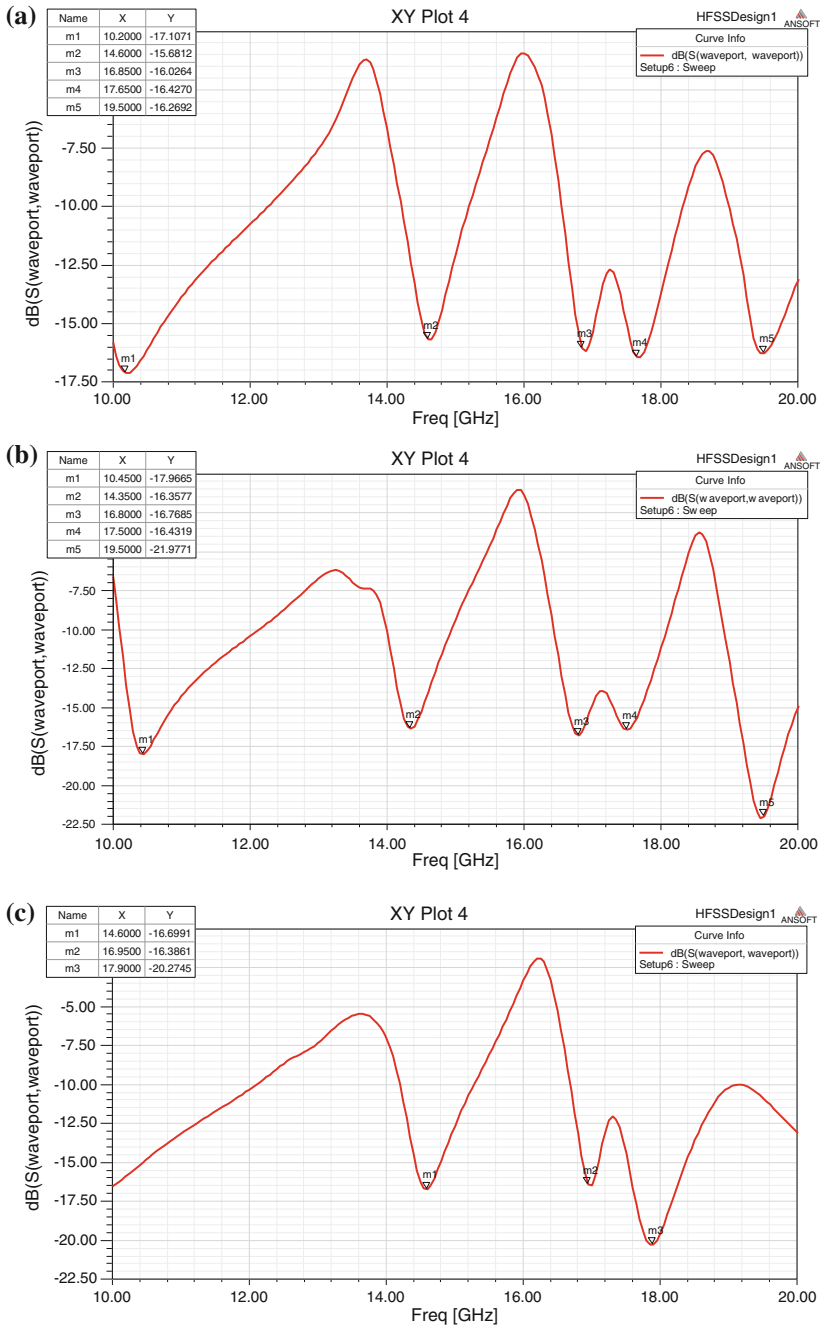 (a)
Name X Y
m1 10.2000 -17.1071
m2 14.6000 -15.6812
m3 16.8500 -16.0264
m4 17.6500 -16.4270
m5 19.5000 -16.2692
XY Plot 4
HFSSDesign1
ANSOFT
Curve Info
dB(S(waveport, waveport))
Setup6 : Sweep
dB(S(waveport,waveport))
-7.50
-10.00
-12.50
-15.00
-17.50
m1
m2
m3
m4
m5
10.00 12.00 14.00 16.00 18.00 20.00
Freq [GHz]
(b)
Name X Y
m1 10.4500 -17.9665
m2 14.3500 -16.3577
m3 16.8000 -16.7685
m4 17.5000 -16.4319
m5 19.5000 -21.9771
XY Plot 4
HFSSDesign1
ANSOFT
Curve Info
dB(S(waveport,waveport))
Setup6 : Sweep
dB(S(waveport,waveport))
-7.50
-10.00
-12.50
-15.00
-17.50
-20.00
-22.50
m1
m2
m3
m4
m5
10.00 12.00 14.00 16.00 18.00 20.00
Freq [GHz]
(c)
Name X Y
m1 14.6000 -16.6991
m2 16.9500 -16.3861
m3 17.9000 -20.2745
XY Plot 4
HFSSDesign1
ANSOFT
Curve Info
dB(S(waveport, waveport))
Setup6 : Sweep
dB(S(waveport,waveport))
-5.00
-7.50
-10.00
-12.50
-15.00
-17.50
-20.00
-22.50
m1
m2
m3
10.00 12.00 14.00 16.00 18.00 20.00
Freq [GHz]